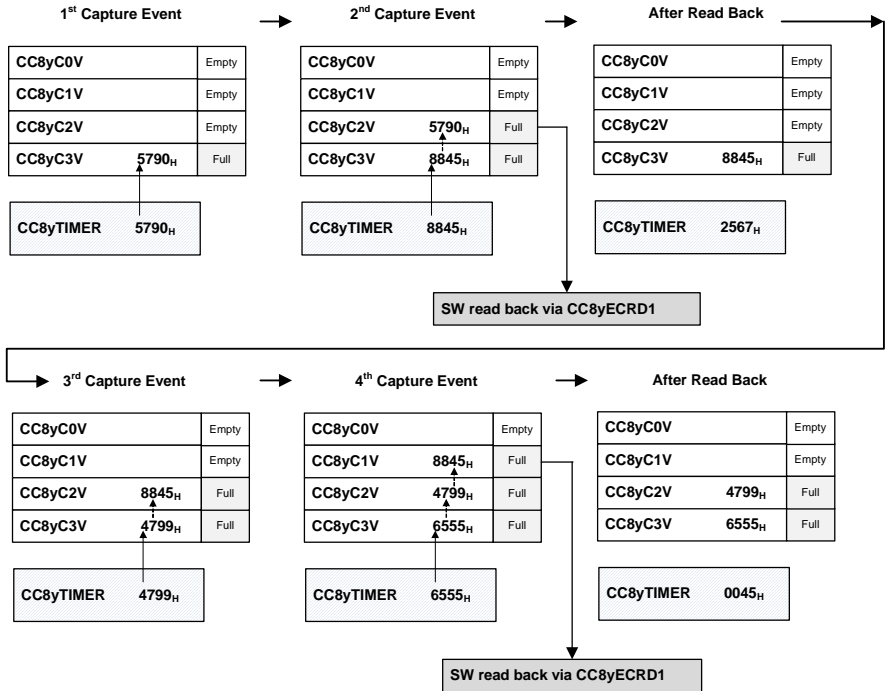 1st Capture Event
CC8yC0V Empty
CC8yC1V Empty
CC8yC2V Empty
CC8yC3V 5790H Full
CC8yTIMER 5790H
2nd Capture Event
CC8yC0V Empty
CC8yC1V Empty
CC8yC2V 5790H Full
CC8yC3V 8845H Full
CC8yTIMER 8845H
SW read back via CC8yECRD1
After Read Back
CC8yC0V Empty
CC8yC1V Empty
CC8yC2V Empty
CC8yC3V 8845H Full
CC8yTIMER 2567H
3rd Capture Event
CC8yC0V Empty
CC8yC1V Empty
CC8yC2V 8845H Full
CC8yC3V 4799H Full
CC8yTIMER 4799H
4th Capture Event
CC8yC0V Empty
CC8yC1V 8845H Full
CC8yC2V 4799H Full
CC8yC3V 6555H Full
CC8yTIMER 6555H
SW read back via CC8yECRD1
After Read Back
CC8yC0V Empty
CC8yC1V Empty
CC8yC2V 4799H Full
CC8yC3V 6555H Full
CC8yTIMER 0045H